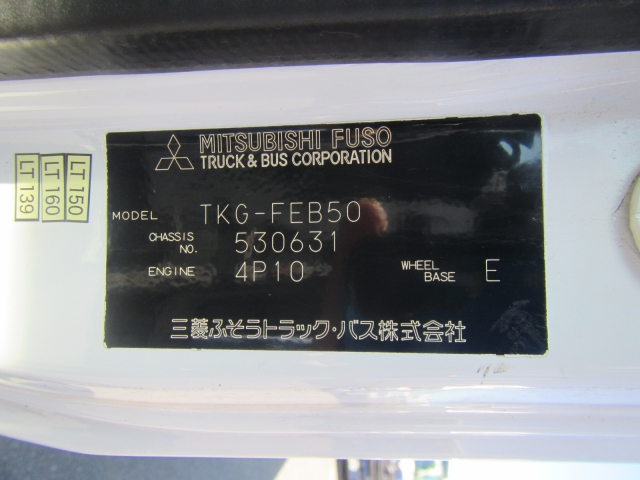 MITSUBISHI FUSO
TRUCK & BUS CORPORATION
MODEL TKG-FEB50
CHASSIS NO. 530631
ENGINE 4P10
WHEEL BASE E
三菱ふそうトラック・バス株式会社
LT 139
LT 160
LT 150